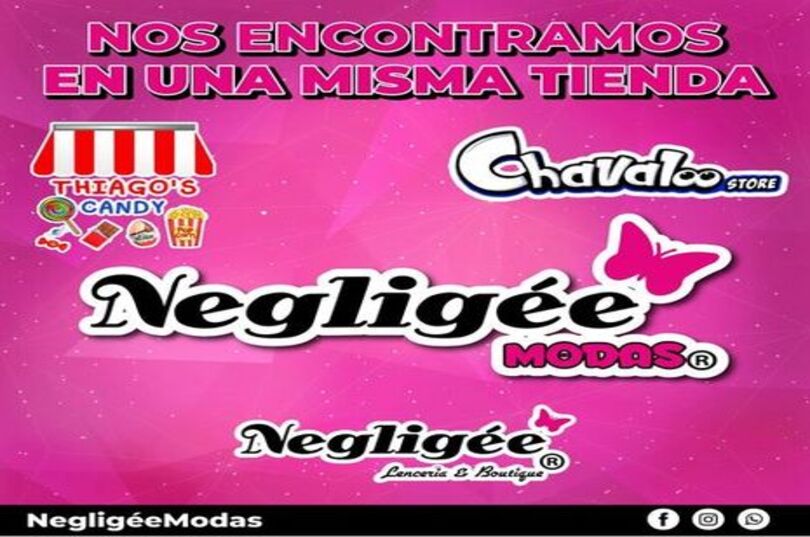 NOS ENCONTRAMOS
EN UNA MISMA TIENDA
THIAGO'S
CANDY
Chavaloo STORE
Negligée
MODAS®
Negligée®
Lencería & Boutique
NegligéeModas